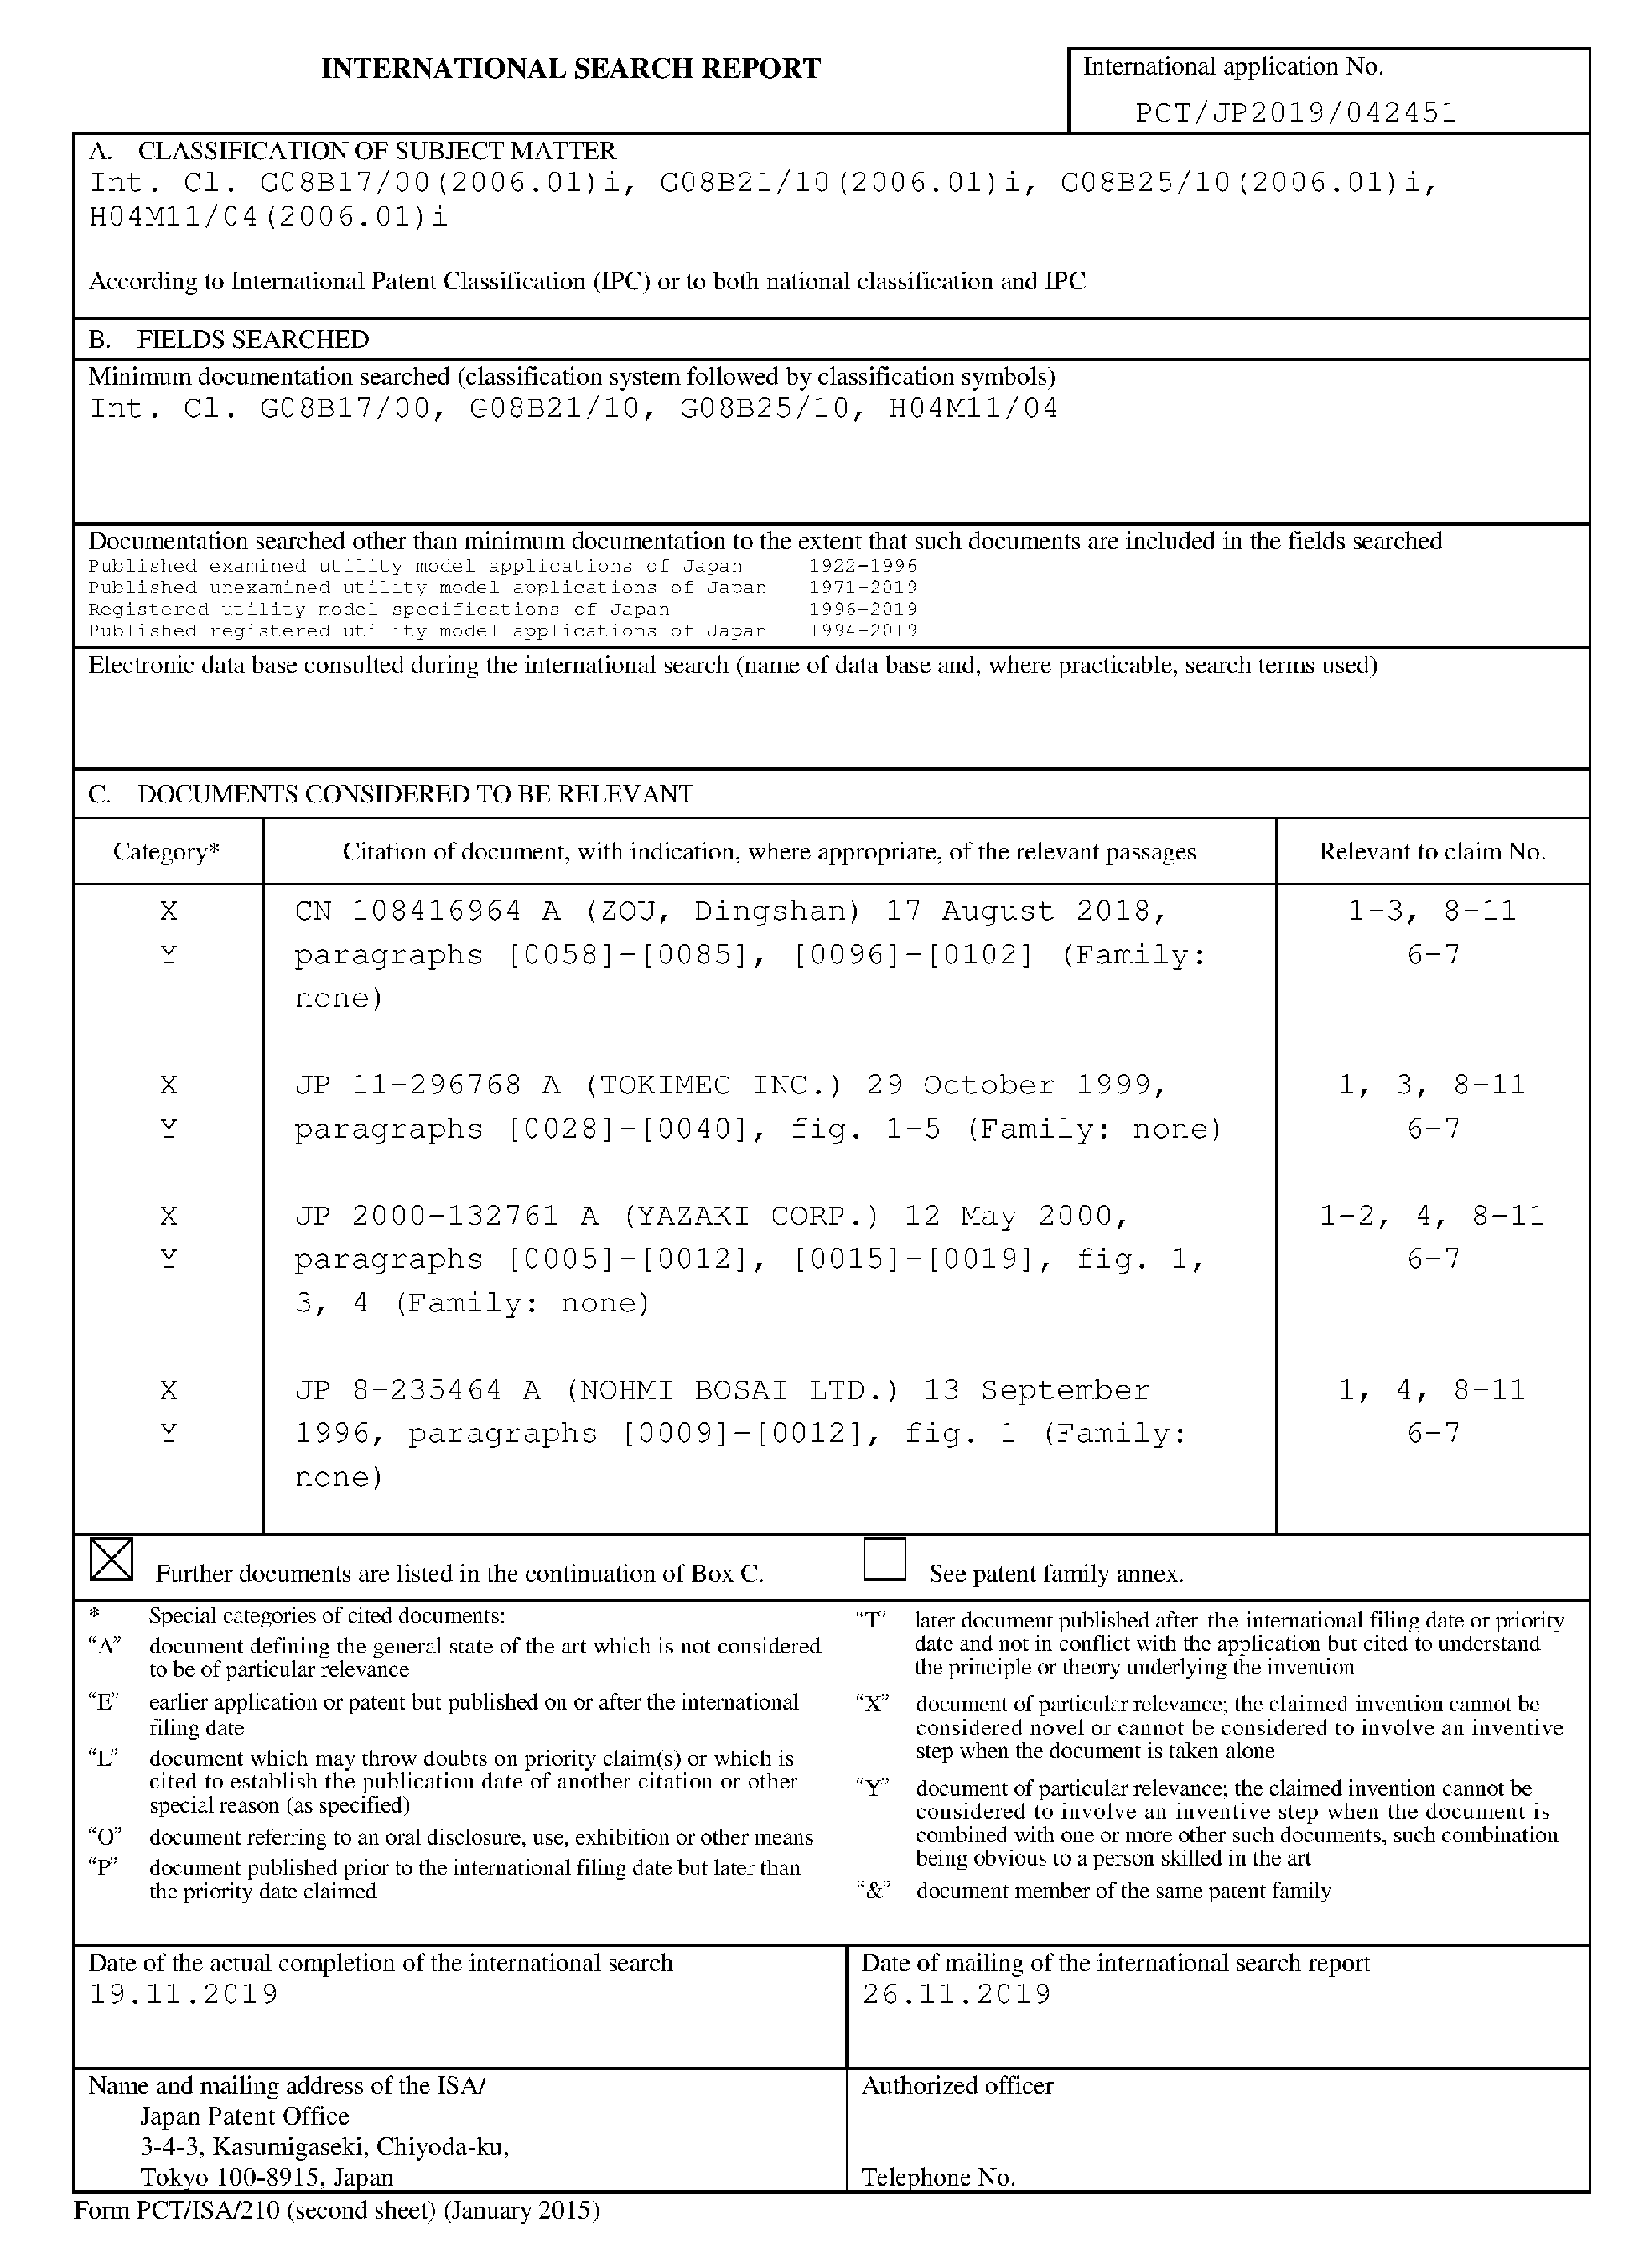 INTERNATIONAL SEARCH REPORT
International application No.
PCT/JP2019/042451
A. CLASSIFICATION OF SUBJECT MATTER
Int. Cl. G08B17/00(2006.01)i, G08B21/10(2006.01)i, G08B25/10(2006.01)i,
H04M11/04(2006.01)i
According to International Patent Classification (IPC) or to both national classification and IPC
B. FIELDS SEARCHED
Minimum documentation searched (classification system followed by classification symbols)
Int. Cl. G08B17/00, G08B21/10, G08B25/10, H04M11/04
Documentation searched other than minimum documentation to the extent that such documents are included in the fields searched
Published examined utility model applications of Japan 1922-1996
Published unexamined utility model applications of Japan 1971-2019
Registered utility model specifications of Japan 1996-2019
Published registered utility model applications of Japan 1994-2019
Electronic data base consulted during the international search (name of data base and, where practicable, search terms used)
C. DOCUMENTS CONSIDERED TO BE RELEVANT
Category* Citation of document, with indication, where appropriate, of the relevant passages Relevant to claim No.
X CN 108416964 A (ZOU, Dingshan) 17 August 2018, 1-3, 8-11
Y paragraphs [0058]-[0085], [0096]-[0102] (Family: 6-7
none)
X JP 11-296768 A (TOKIMEC INC.) 29 October 1999, 1, 3, 8-11
Y paragraphs [0028]-[0040], fig. 1-5 (Family: none) 6-7
X JP 2000-132761 A (YAZAKI CORP.) 12 May 2000, 1-2, 4, 8-11
Y paragraphs [0005]-[0012], [0015]-[0019], fig. 1, 6-7
3, 4 (Family: none)
X JP 8-235464 A (NOHMI BOSAI LTD.) 13 September 1, 4, 8-11
Y 1996, paragraphs [0009]-[0012], fig. 1 (Family: 6-7
none)
Further documents are listed in the continuation of Box C.
See patent family annex.
* Special categories of cited documents:
“A” document defining the general state of the art which is not considered
to be of particular relevance
“E” earlier application or patent but published on or after the international
filing date
“L” document which may throw doubts on priority claim(s) or which is
cited to establish the publication date of another citation or other
special reason (as specified)
“O” document referring to an oral disclosure, use, exhibition or other means
“P” document published prior to the international filing date but later than
the priority date claimed
“T” later document published after the international filing date or priority
date and not in conflict with the application but cited to understand
the principle or theory underlying the invention
“X” document of particular relevance; the claimed invention cannot be
considered novel or cannot be considered to involve an inventive
step when the document is taken alone
“Y” document of particular relevance; the claimed invention cannot be
considered to involve an inventive step when the document is
combined with one or more other such documents, such combination
being obvious to a person skilled in the art
“&” document member of the same patent family
Date of the actual completion of the international search
19.11.2019
Date of mailing of the international search report
26.11.2019
Name and mailing address of the ISA/
Japan Patent Office
3-4-3, Kasumigaseki, Chiyoda-ku,
Tokyo 100-8915, Japan
Authorized officer
Telephone No.
Form PCT/ISA/210 (second sheet) (January 2015)